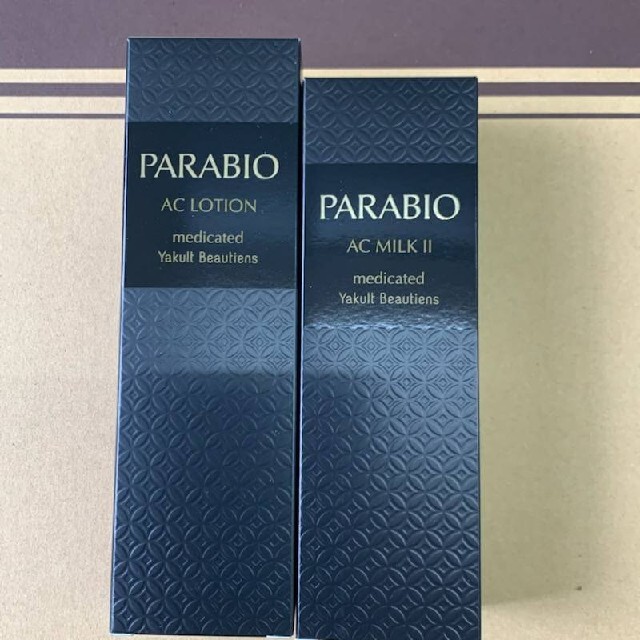 PARABIO
AC LOTION
medicated
Yakult Beautiens
PARABIO
AC MILK II
medicated
Yakult Beautiens